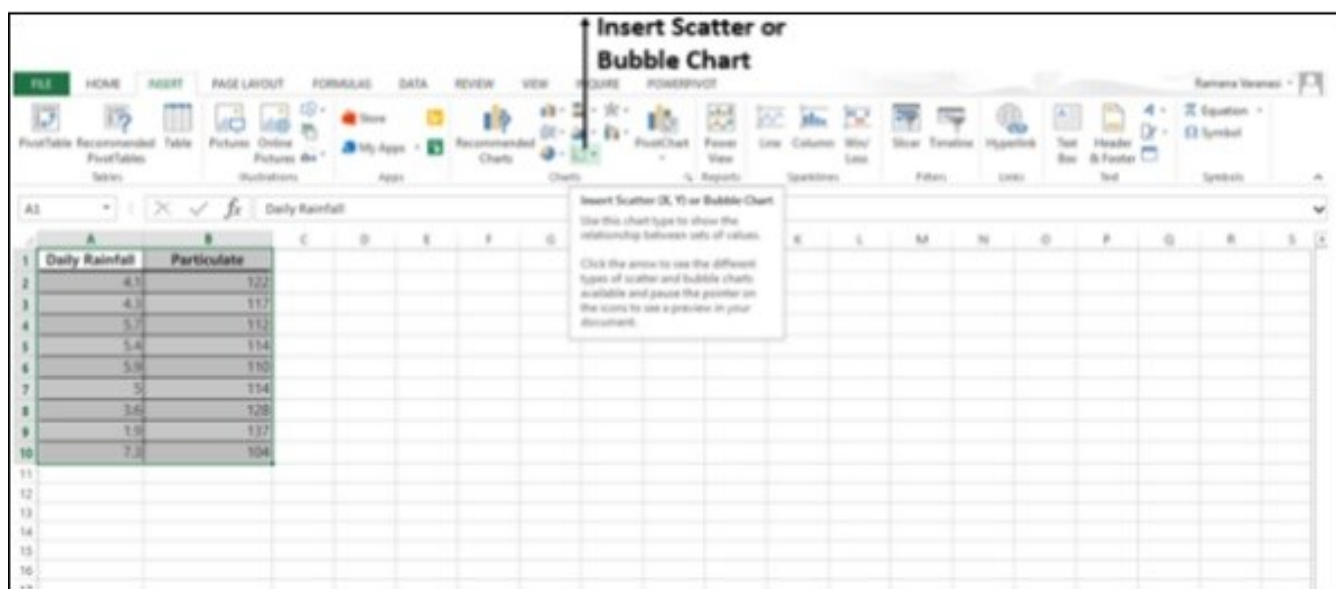 Insert Scatter or
Bubble Chart
FILE HOME INSERT PAGE LAYOUT FORMULAS DATA REVIEW VIEW INQUIRE POWERPIVOT Ramana Varanasi
PivotTable Recommended PivotTables Table Pictures Online Pictures Store My Apps Recommended Charts PivotChart Power View Line Column Win/Loss Slicer Timeline Hyperlink Text Box Header & Footer Equation Symbol
Tables Illustrations Apps Charts Reports Sparklines Filters Links Text Symbols
A1 fx Daily Rainfall
Insert Scatter (X, Y) or Bubble Chart
Use this chart type to show the
relationship between sets of values.
Click the arrow to see the different
types of scatter and bubble charts
available and pause the pointer on
the icons to see a preview in your
document.
A B C D E F G K L M N O P Q R S
1 Daily Rainfall Particulate
2 4.1 122
3 4.3 117
4 5.7 112
5 5.4 114
6 5.9 110
7 5 114
8 3.6 128
9 1.9 137
10 7.3 104
11
12
13
14
15
16